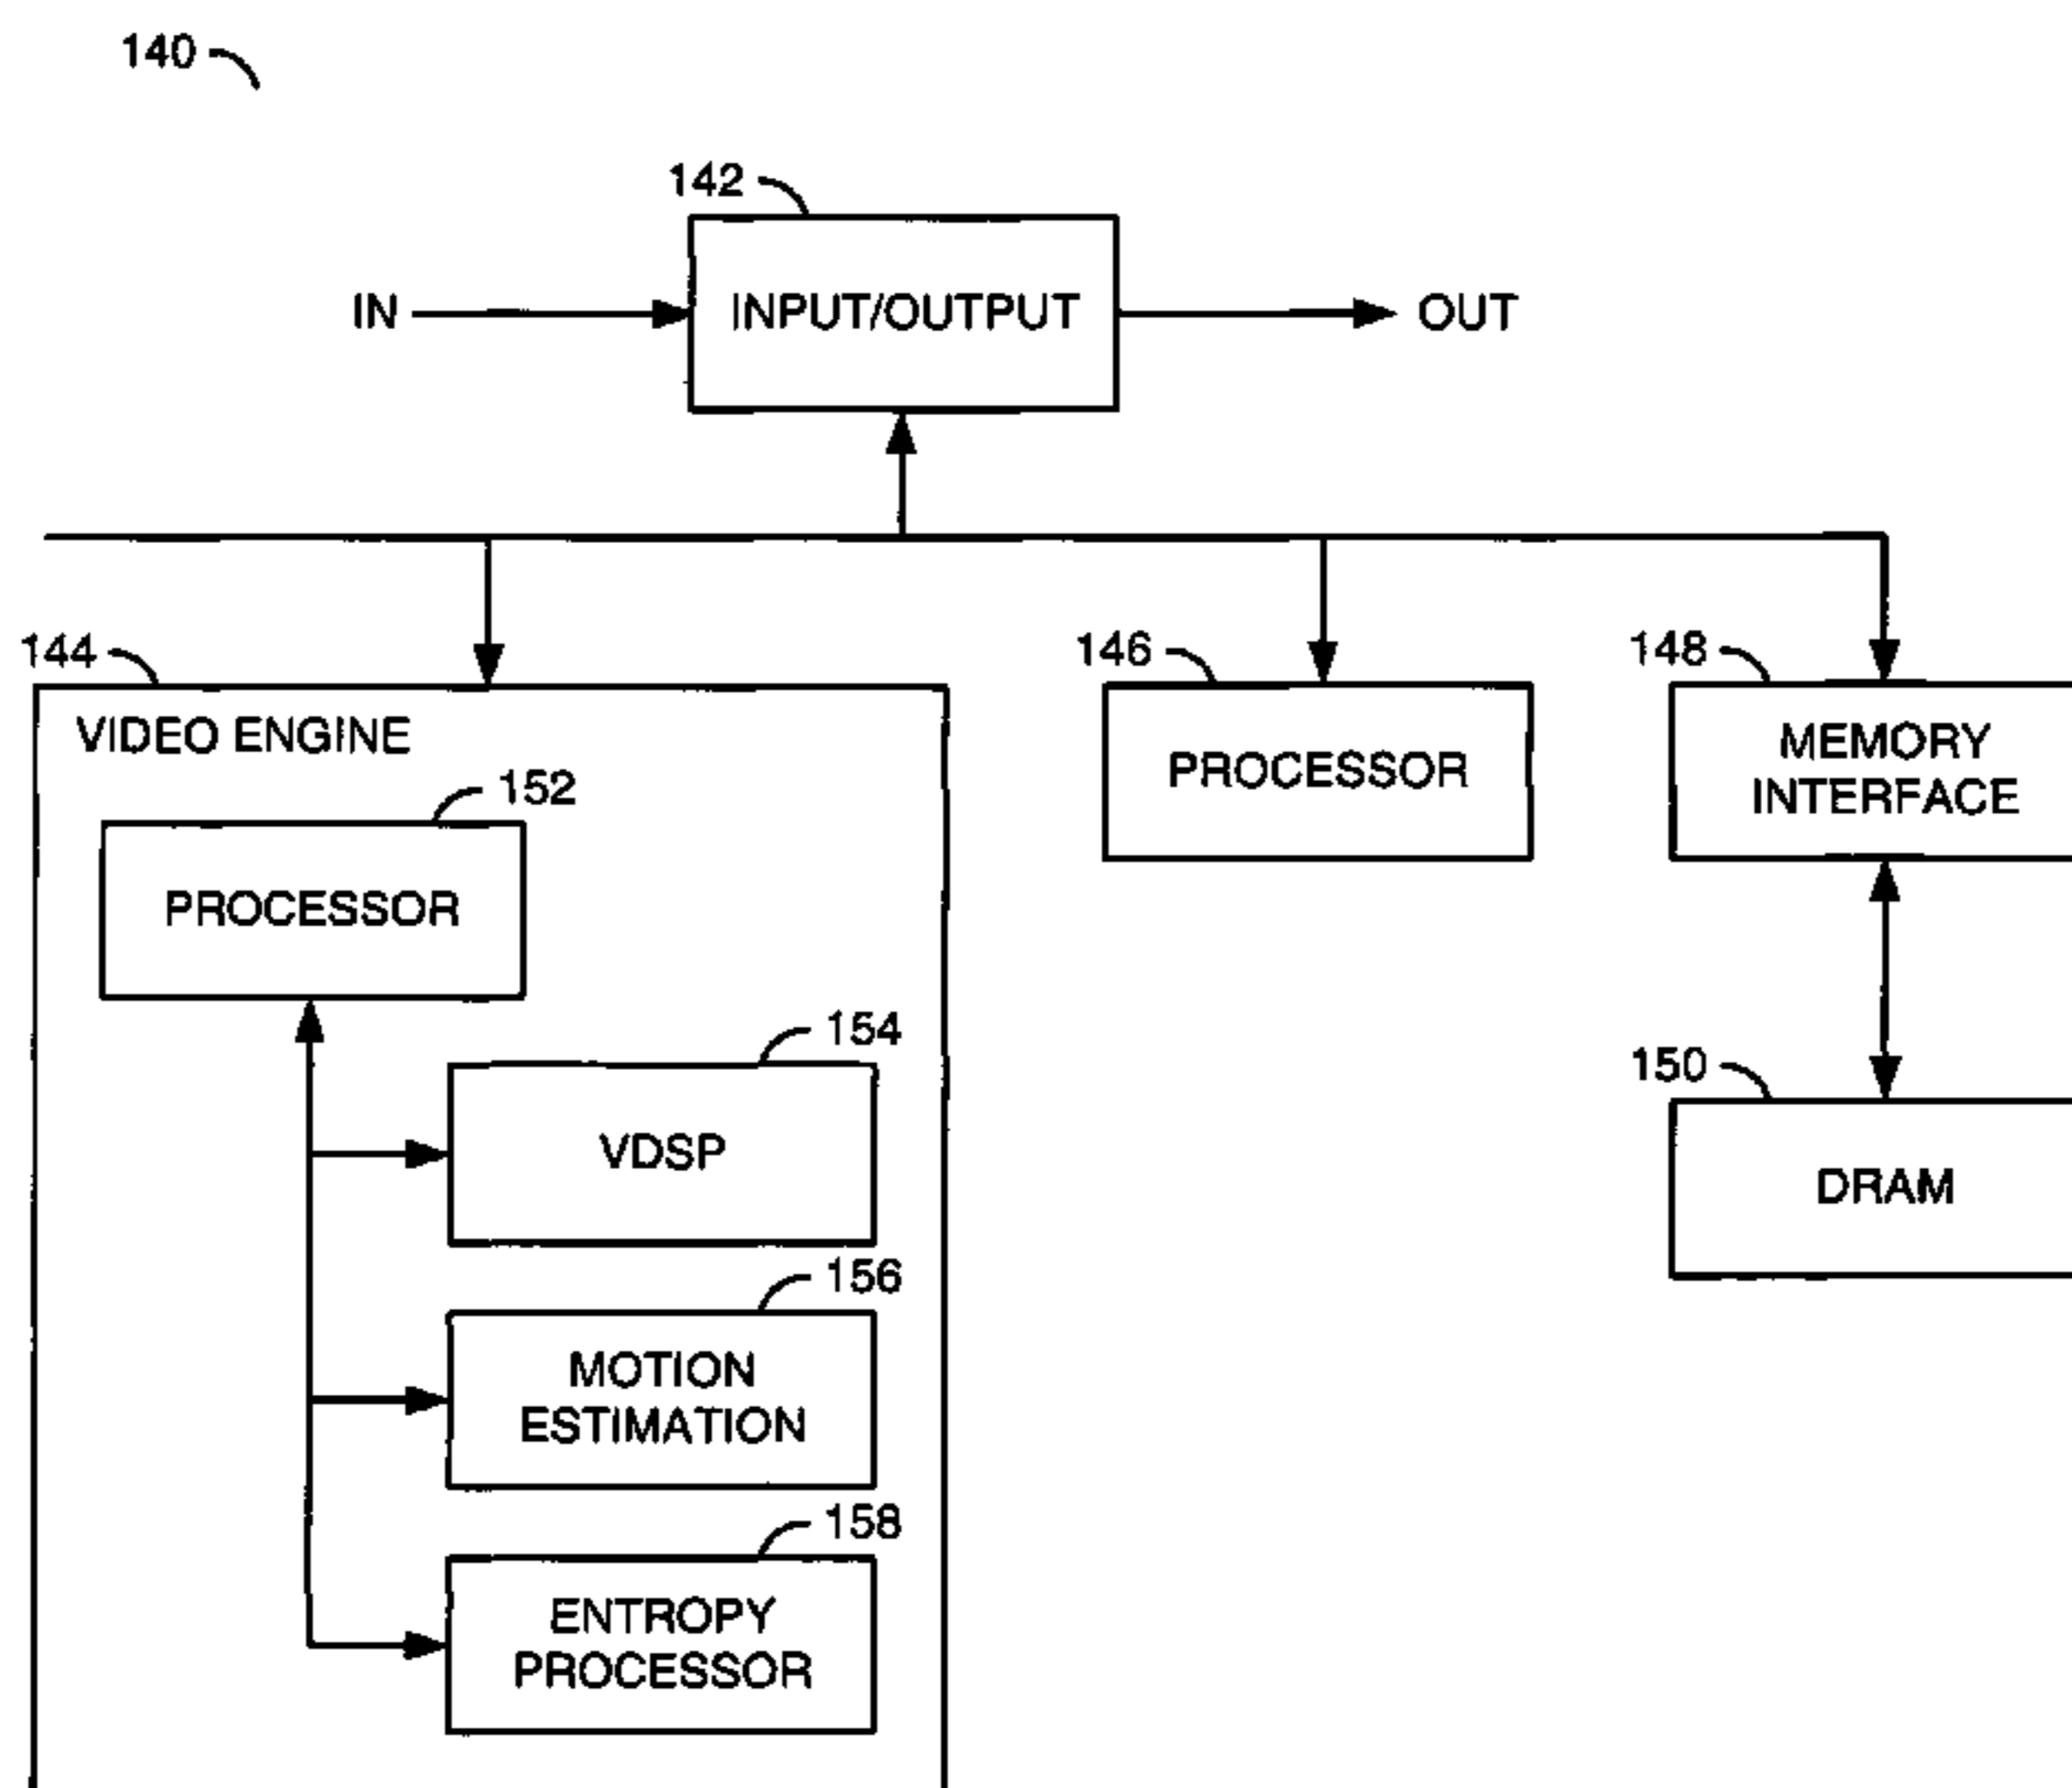 140
142
IN
INPUT/OUTPUT
OUT
144
VIDEO ENGINE
152
PROCESSOR
154
VDSP
156
MOTION
ESTIMATION
158
ENTROPY
PROCESSOR
146
PROCESSOR
148
MEMORY
INTERFACE
150
DRAM